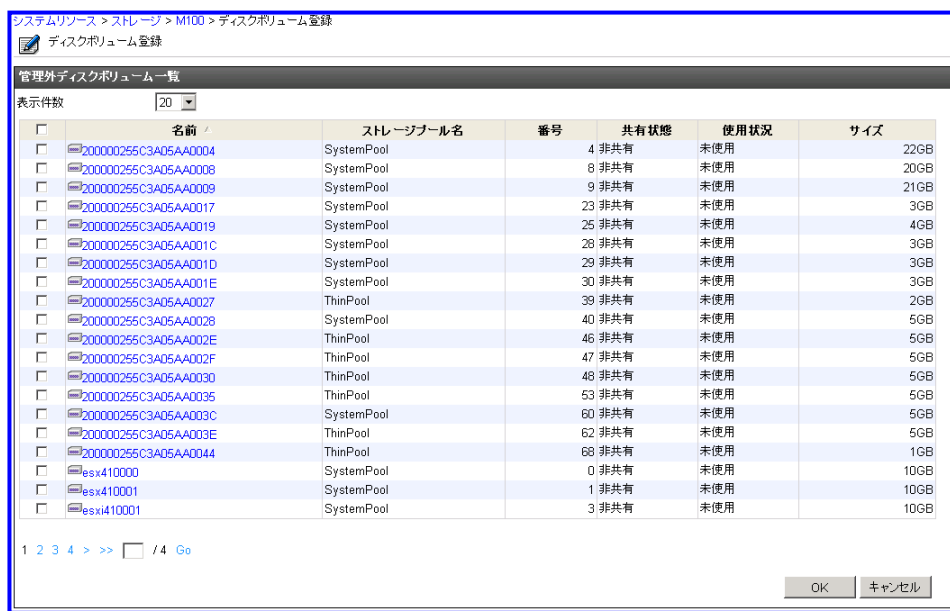 システムリソース > ストレージ > M100 > ディスクボリューム登録
ディスクボリューム登録
管理外ディスクボリューム一覧
表示件数 20
名前 ストレージプール名 番号 共有状態 使用状況 サイズ
200000255C3A05AA0004 SystemPool 4 非共有 未使用 22GB
200000255C3A05AA0008 SystemPool 8 非共有 未使用 20GB
200000255C3A05AA0009 SystemPool 9 非共有 未使用 21GB
200000255C3A05AA0017 SystemPool 23 非共有 未使用 3GB
200000255C3A05AA0019 SystemPool 25 非共有 未使用 4GB
200000255C3A05AA001C SystemPool 28 非共有 未使用 3GB
200000255C3A05AA001D SystemPool 29 非共有 未使用 3GB
200000255C3A05AA001E SystemPool 30 非共有 未使用 3GB
200000255C3A05AA0027 ThinPool 39 非共有 未使用 2GB
200000255C3A05AA0028 SystemPool 40 非共有 未使用 5GB
200000255C3A05AA002E ThinPool 46 非共有 未使用 5GB
200000255C3A05AA002F ThinPool 47 非共有 未使用 5GB
200000255C3A05AA0030 ThinPool 48 非共有 未使用 5GB
200000255C3A05AA0035 ThinPool 53 非共有 未使用 5GB
200000255C3A05AA003C SystemPool 60 非共有 未使用 5GB
200000255C3A05AA003E ThinPool 62 非共有 未使用 5GB
200000255C3A05AA0044 ThinPool 68 非共有 未使用 1GB
esx410000 SystemPool 0 非共有 未使用 10GB
esx410001 SystemPool 1 非共有 未使用 10GB
esxi410001 SystemPool 3 非共有 未使用 10GB
1 2 3 4 > >> / 4 Go
OK キャンセル